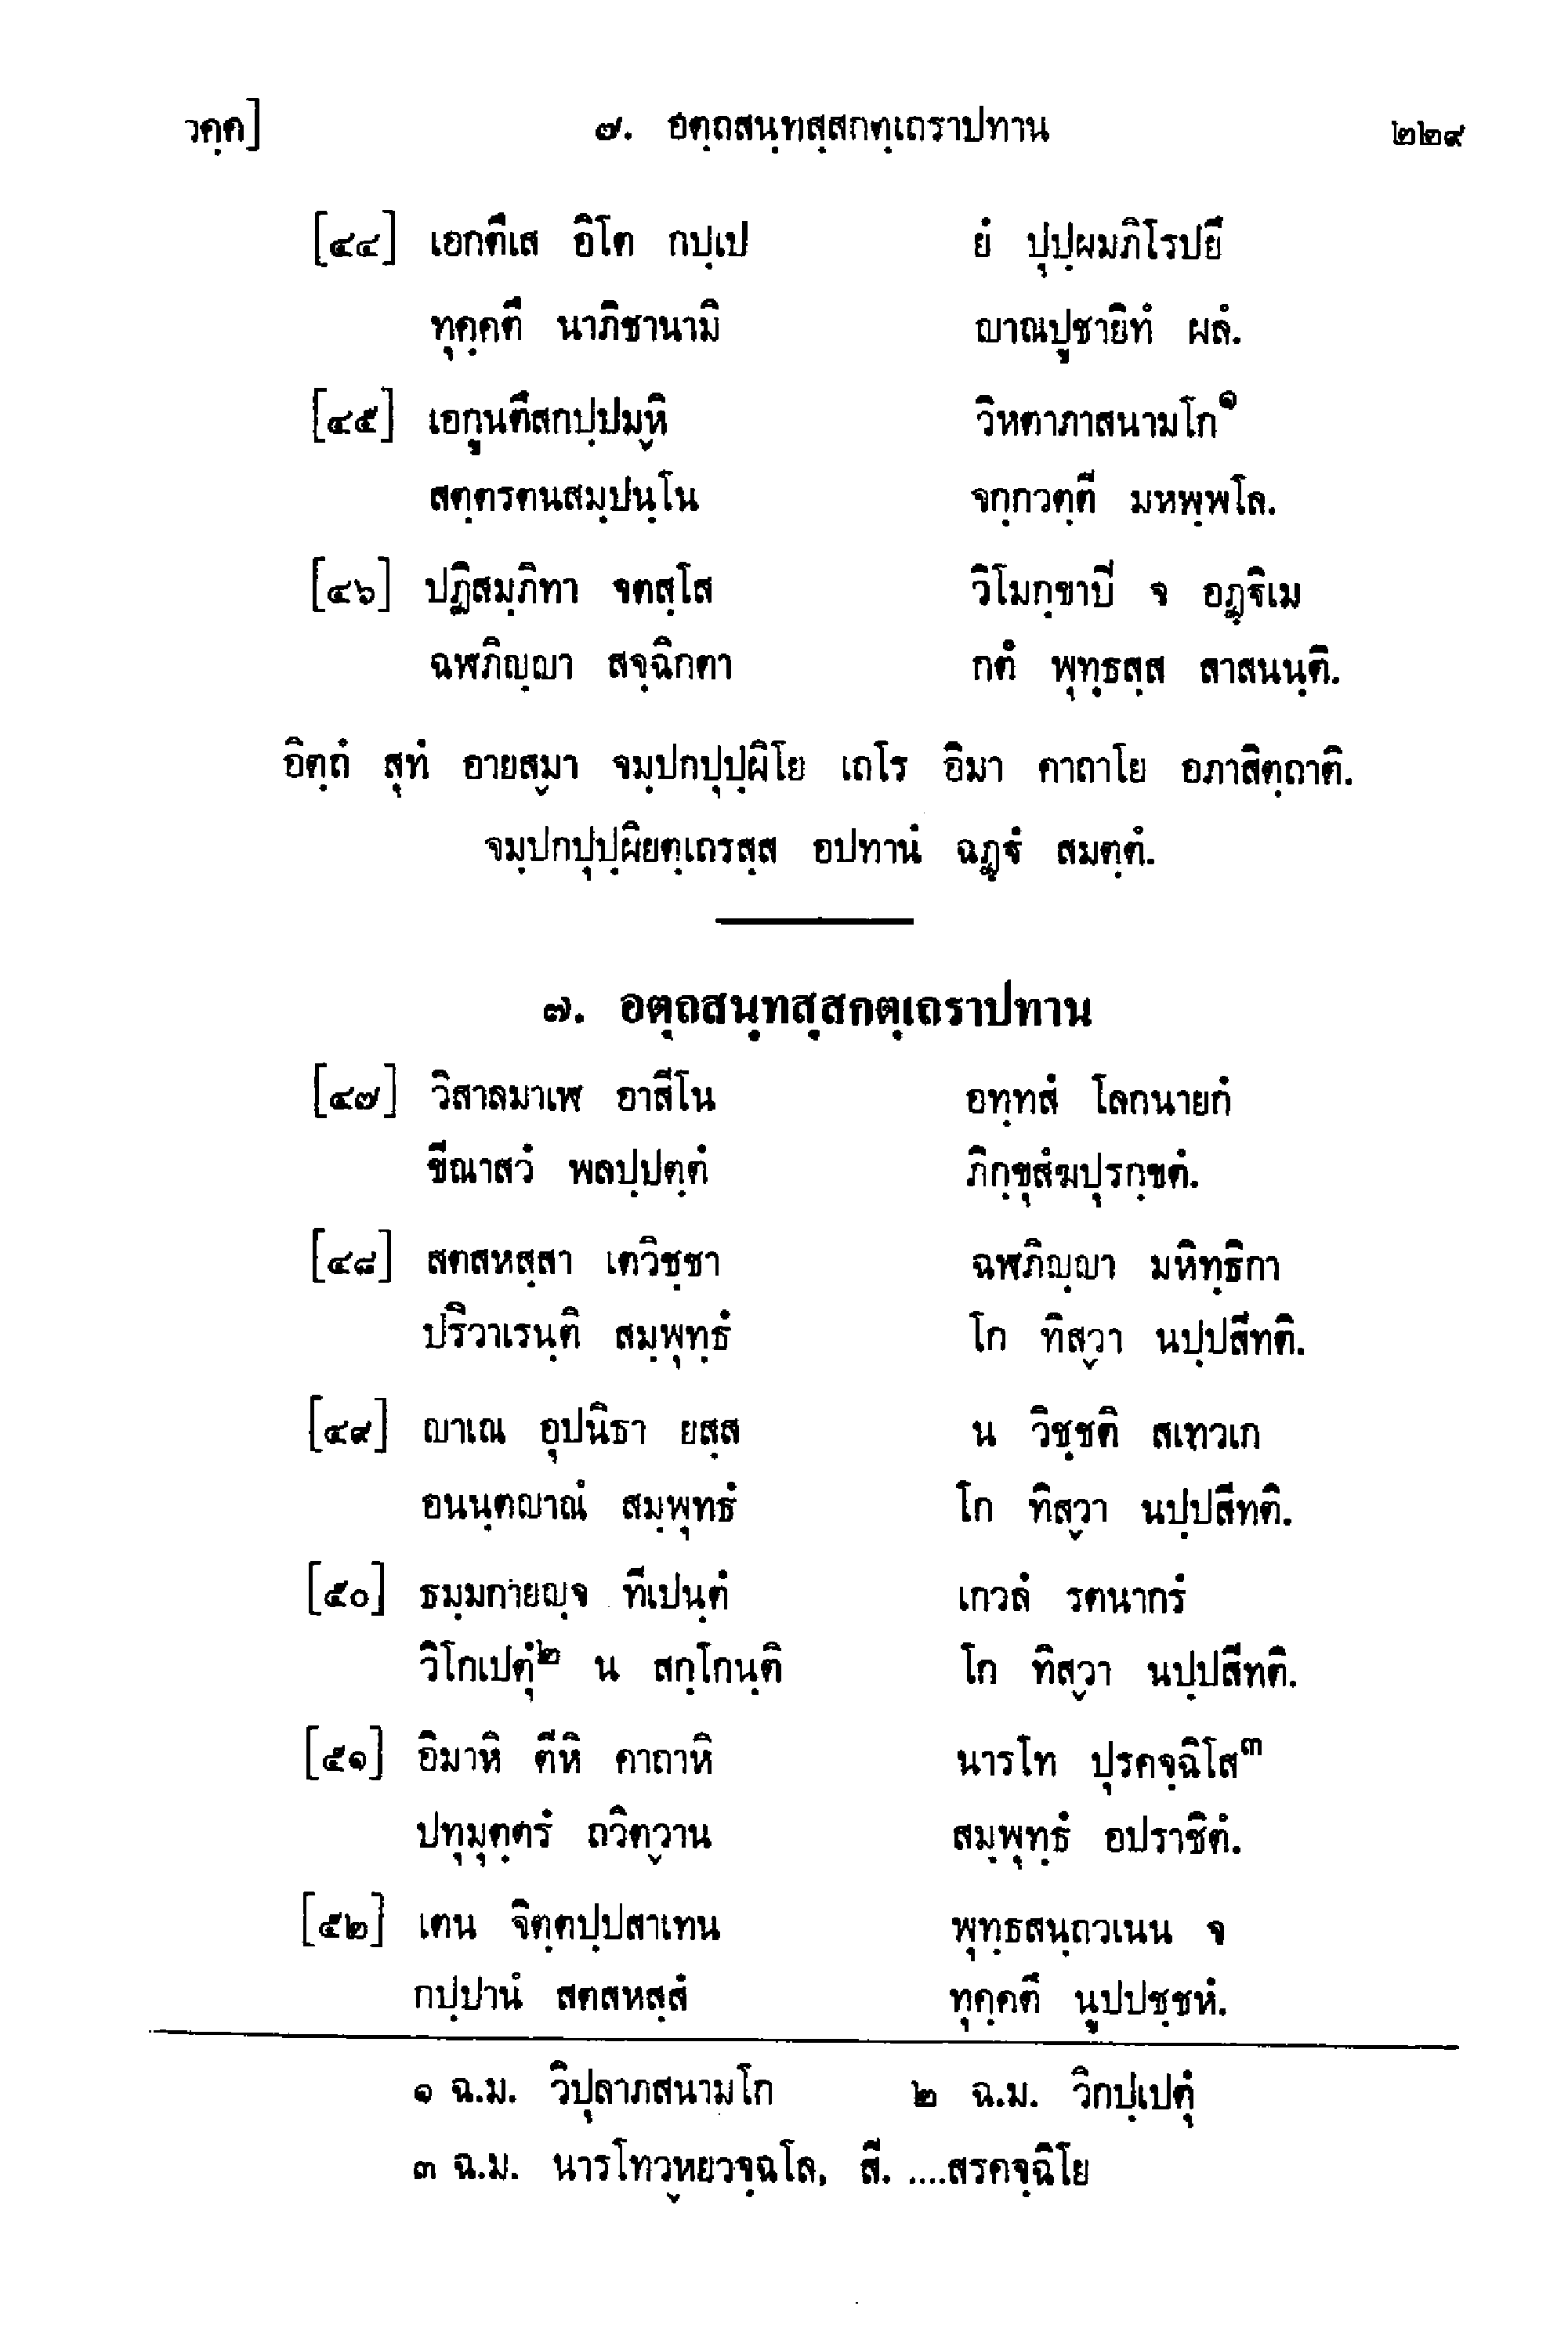 วคฺค] ๗. อตฺถสนฺทสฺสกตฺเถราปทาน ๒๒๙
[๔๔] เอกตึเส อิโต กปฺเป ยํ ปุปฺผมภิโรปยึ
ทุคฺคตึ นาภิชานามิ ญาณปูชายิทํ ผลํ.
[๔๕] เอกูนตึสกปฺปมฺหิ วิหตาภาสนามโก๑
สตฺตรตนสมฺปนฺโน จกฺกวตฺตี มหพฺพโล.
[๔๖] ปฏิสมฺภิทา จตสฺโส วิโมกฺขาปิ จ อฏฺฐิเม
ฉฬภิญฺญา สจฺฉิกตา กตํ พุทฺธสฺส สาสนนฺติ.
อิตฺถํ สุทํ อายสฺมา จมฺปกปุปฺผิโย เถโร อิมา คาถาโย อภาสิตฺถาติ.
จมฺปกปุปฺผิยตฺเถรสฺส อปทานํ ฉฏฺฐํ สมตฺตํ.
๗. อตฺถสนฺทสฺสกตฺเถราปทาน
[๔๗] วิสาลมาเฬ อาสีโน อทฺทสํ โลกนายกํ
ขีณาสวํ พลปฺปตฺตํ ภิกฺขุสํฆปุรกฺขตํ.
[๔๘] สตสหสฺสา เตวิชฺชา ฉฬภิญฺญา มหิทฺธิกา
ปริวาเรนฺติ สมฺพุทฺธํ โก ทิสฺวา นปฺปสีทติ.
[๔๙] ญาเณ อุปนิธา ยสฺส น วิชฺชติ สเทวเก
อนนฺตญาณํ สมฺพุทธํ โก ทิสฺวา นปฺปสีทติ.
[๕๐] ธมฺมกายญฺจ ทีเปนฺตํ เกวลํ รตนากรํ
วิโกเปตุํ๒ น สกฺโกนฺติ โก ทิสฺวา นปฺปสีทติ.
[๕๑] อิมาหิ ตีหิ คาถาหิ นารโท ปุรคจฺฉิโส๓
ปทุมุตฺตรํ ถวิตฺวาน สมฺพุทฺธํ อปราชิตํ.
[๕๒] เตน จิตฺตปฺปสาเทน พุทฺธสนฺถวเนน จ
กปฺปานํ สตสหสฺสํ ทุคฺคตึ นูปปชฺชหํ.
๑ ฉ.ม. วิปุลาภสนามโก ๒ ฉ.ม. วิกปฺเปตุํ
๓ ฉ.ม. นารโทวฺหยวจฺฉโล, สี. ....สรคจฺฉิโย